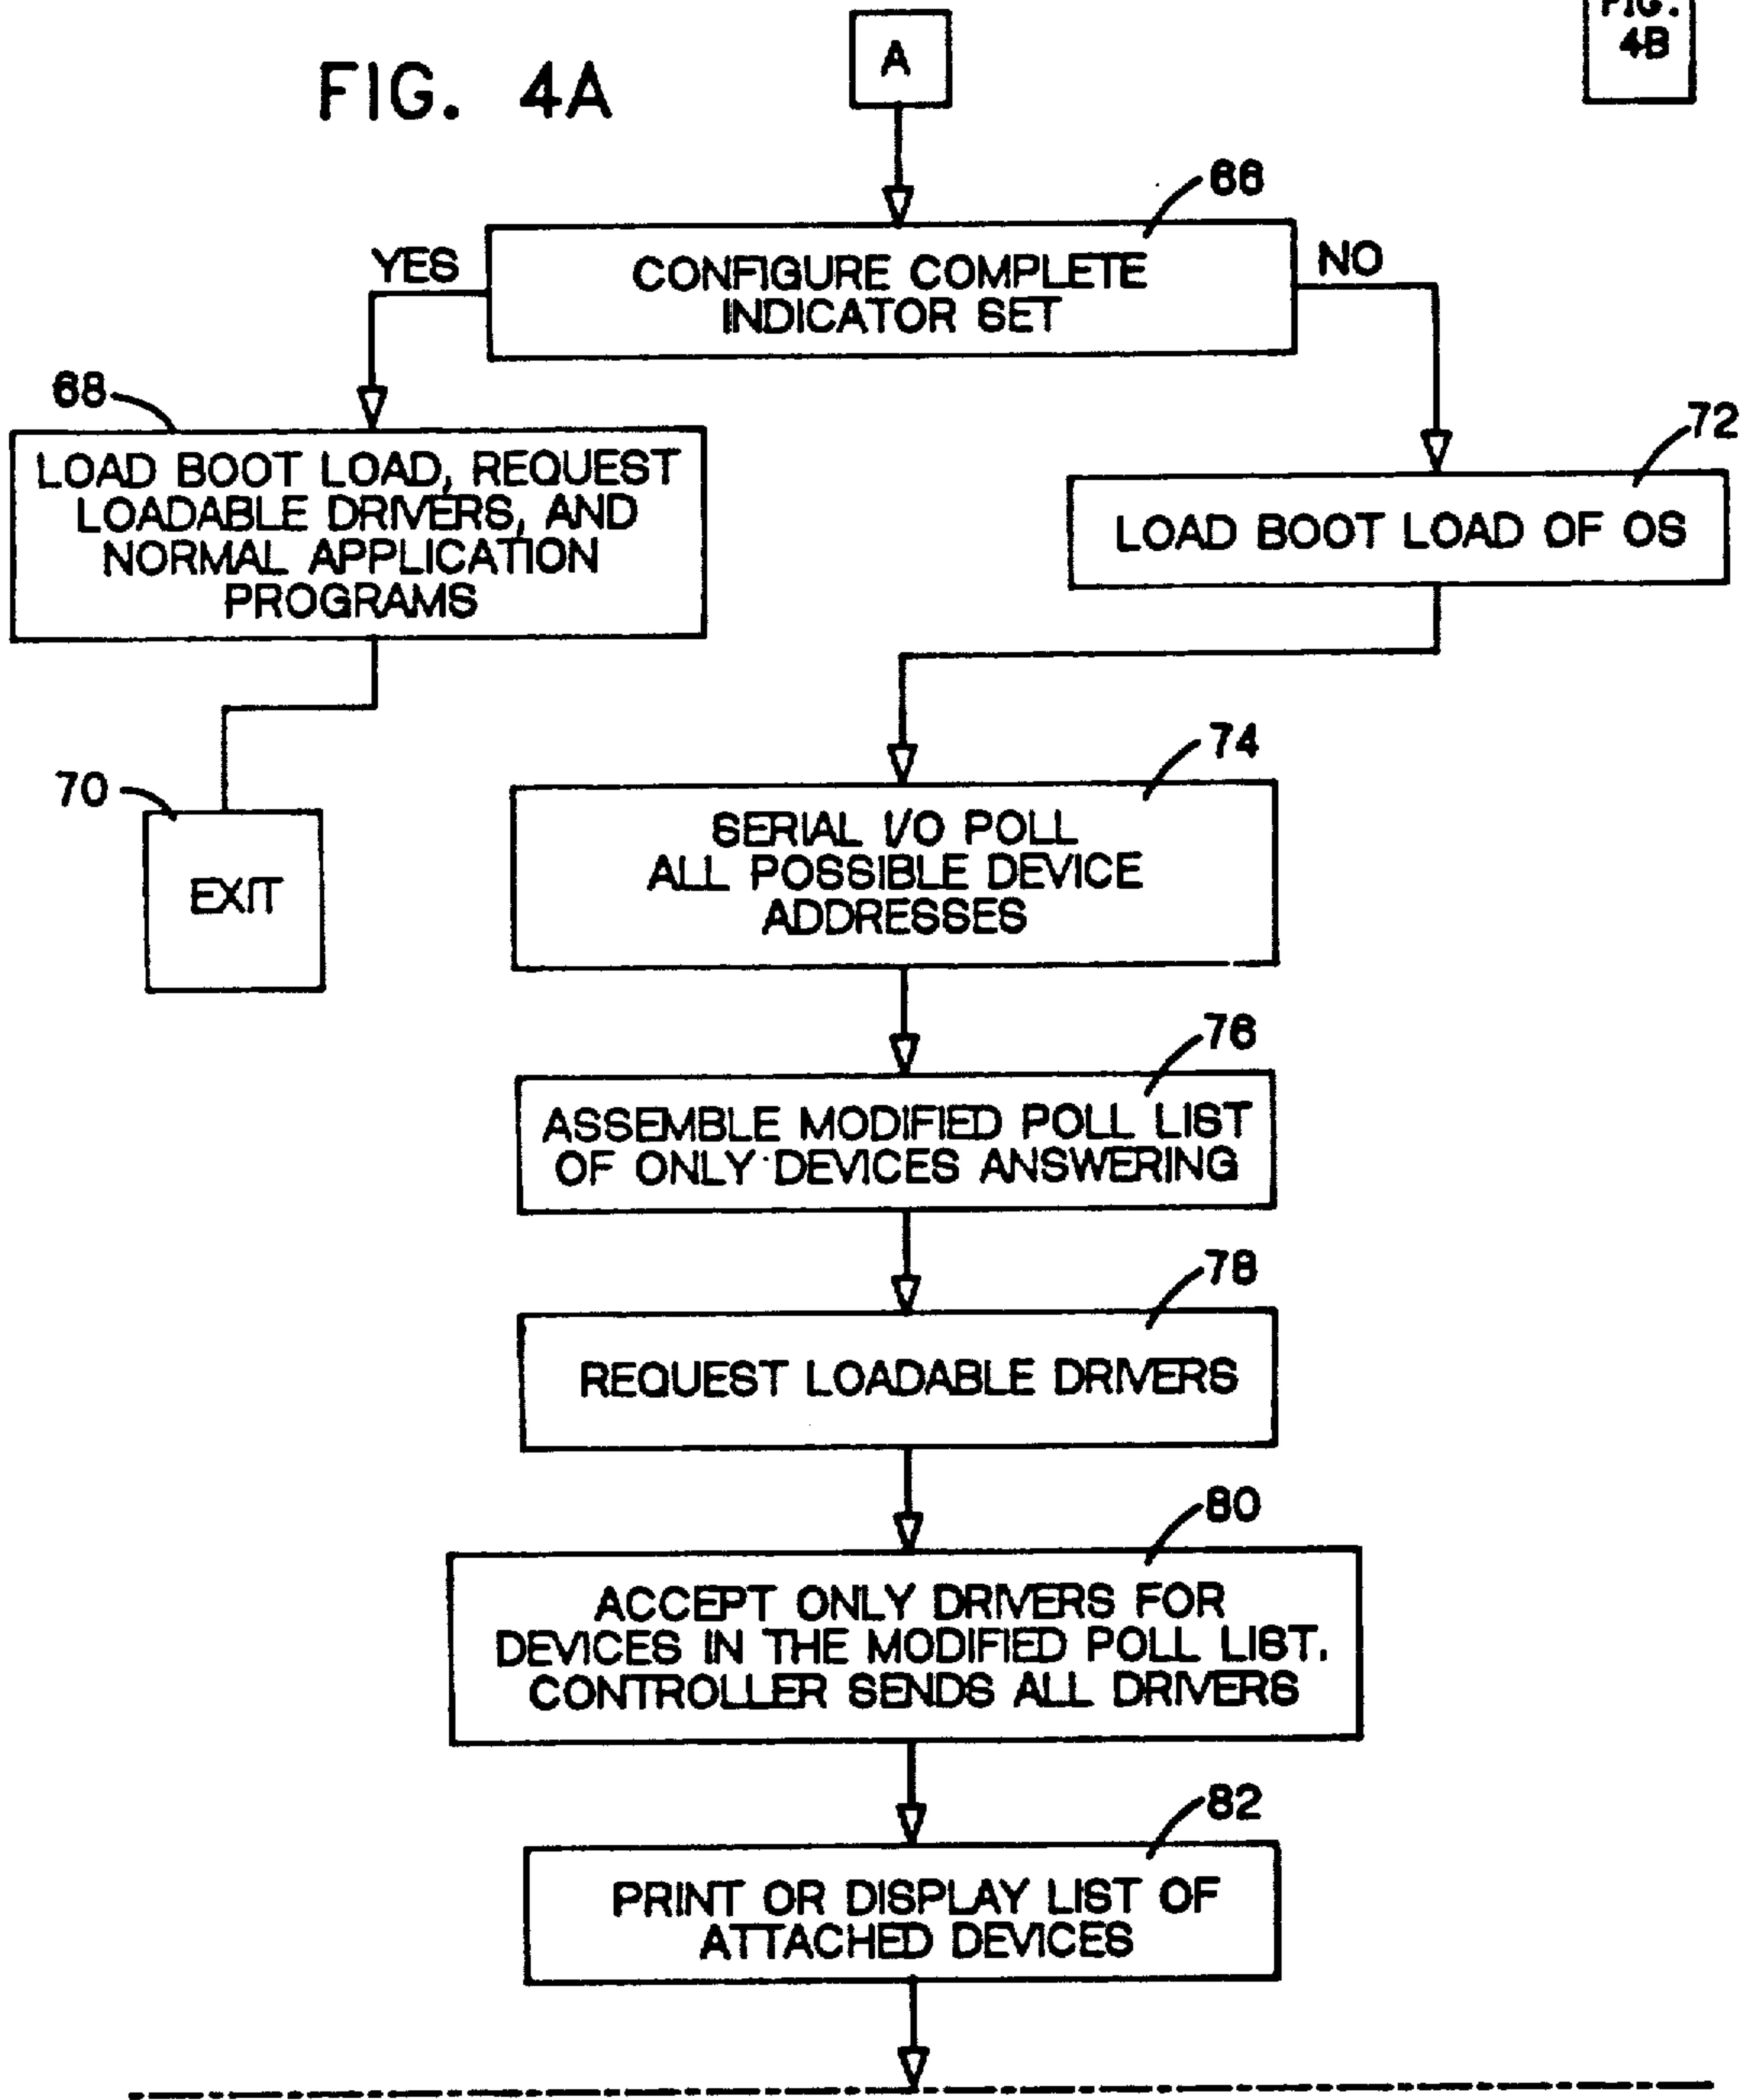 FIG.
4B
FIG. 4A
A
66
YES
CONFIGURE COMPLETE
INDICATOR SET
NO
68
LOAD BOOT LOAD, REQUEST
LOADABLE DRIVERS, AND
NORMAL APPLICATION
PROGRAMS
72
LOAD BOOT LOAD OF OS
70
EXIT
74
SERIAL I/O POLL
ALL POSSIBLE DEVICE
ADDRESSES
76
ASSEMBLE MODIFIED POLL LIST
OF ONLY DEVICES ANSWERING
78
REQUEST LOADABLE DRIVERS
80
ACCEPT ONLY DRIVERS FOR
DEVICES IN THE MODIFIED POLL LIST.
CONTROLLER SENDS ALL DRIVERS
82
PRINT OR DISPLAY LIST OF
ATTACHED DEVICES